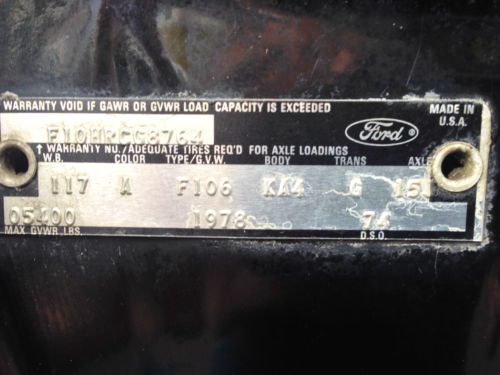 WARRANTY VOID IF GAWR OR GVWR LOAD CAPACITY IS EXCEEDED
MADE IN
U.S.A.
F10HRCG8764
Ford
↑ WARRANTY NO./ADEQUATE TIRES REQ'D FOR AXLE LOADINGS
W.B. COLOR TYPE/G.V.W. BODY TRANS AXLE
117 F106 KA4 G 15
05400 1978 74
MAX. GVWR LBS. D.S.O.